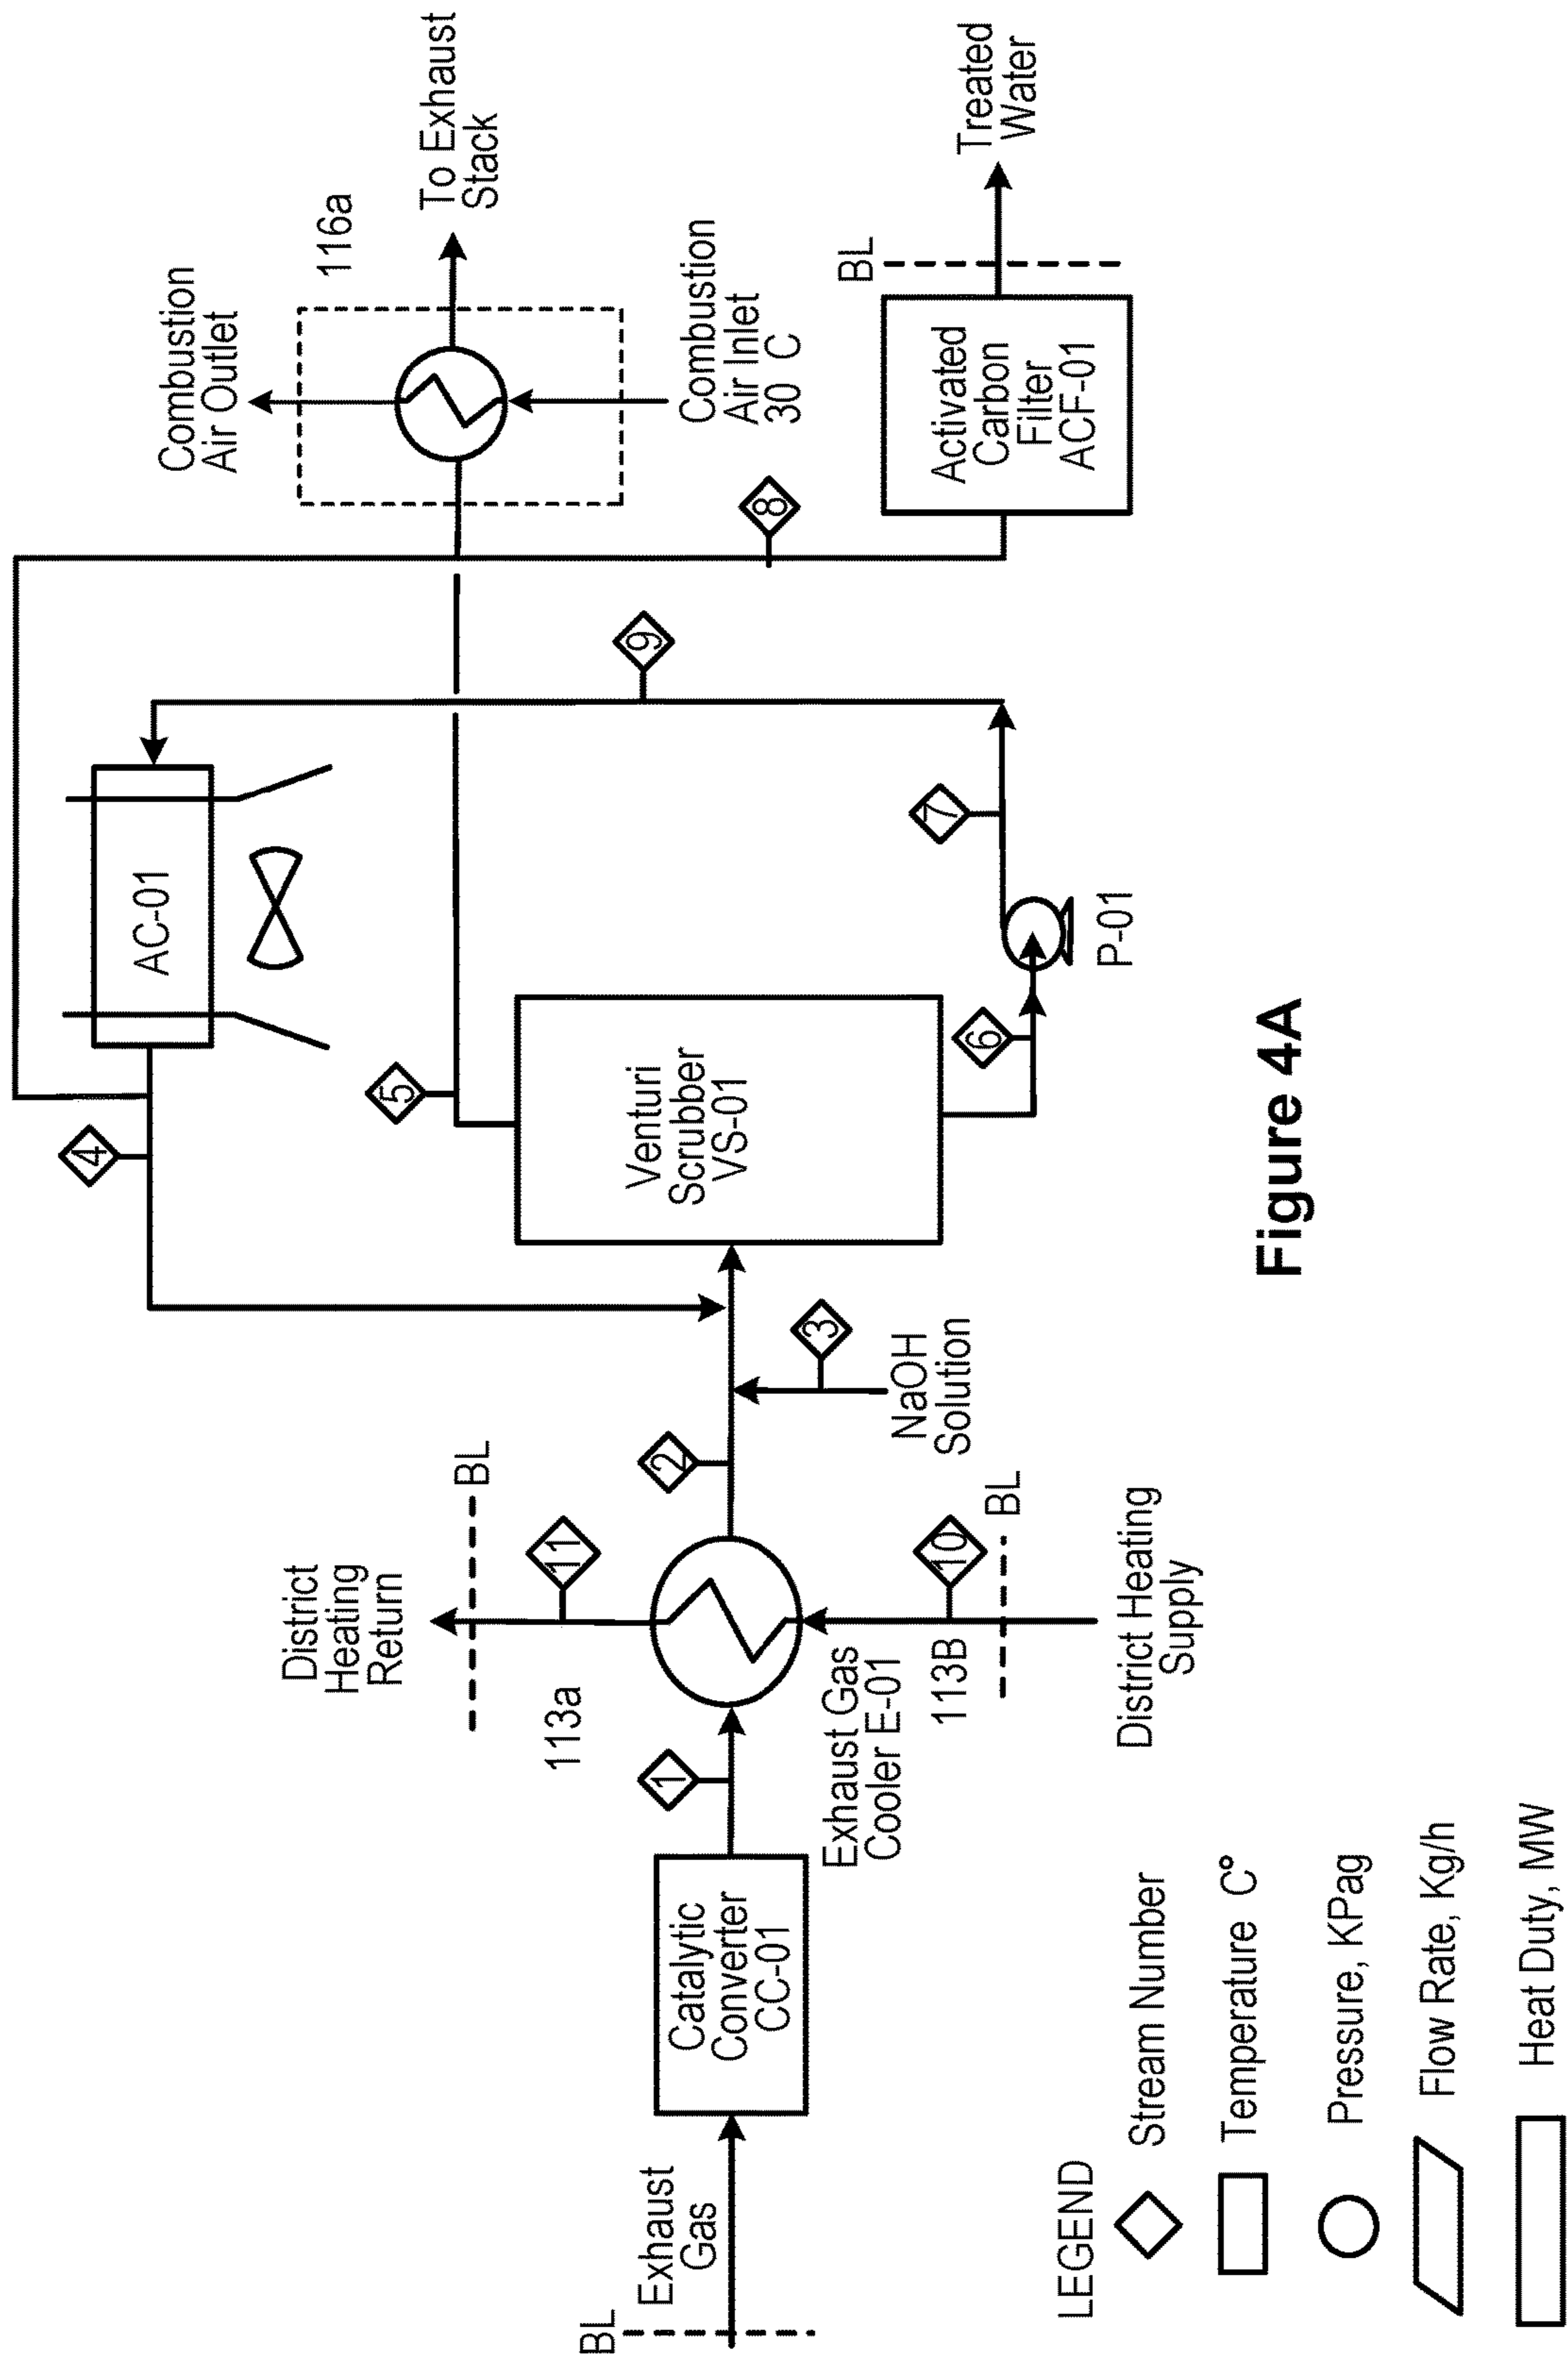 BL
Exhaust
Gas
Catalytic
Converter
CC-01
1
District
Heating
Return
BL
113a
11
Exhaust Gas
Cooler E-01
113B
10
BL
District Heating
Supply
2
3
NaOH
Solution
4
AC-01
5
Venturi
Scrubber
VS-01
6
P-01
7
9
8
Combustion
Air Outlet
116a
To Exhaust
Stack
Combustion
Air Inlet
30 C
Activated
Carbon
Filter
ACF-01
BL
Treated
Water
LEGEND
Stream Number
Temperature C°
Pressure, KPag
Flow Rate, Kg/h
Heat Duty, MW
Figure 4A